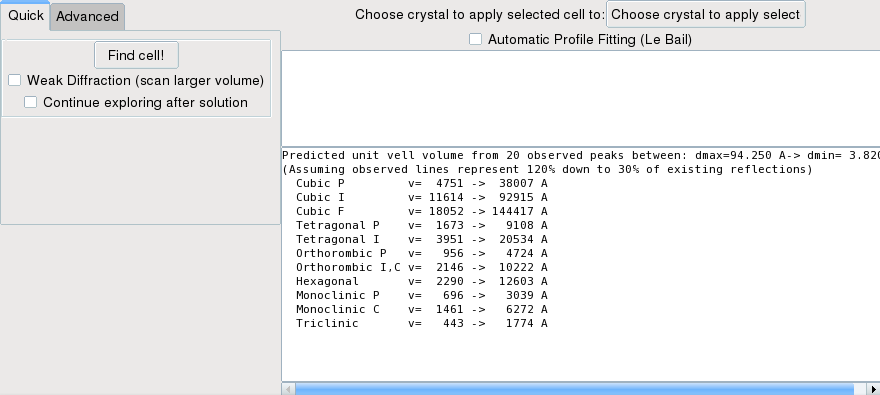 Quick Advanced
Choose crystal to apply selected cell to: Choose crystal to apply select
Automatic Profile Fitting (Le Bail)
Find cell!
Weak Diffraction (scan larger volume)
Continue exploring after solution
Predicted unit vell volume from 20 observed peaks between: dmax=94.250 A-> dmin= 3.820
(Assuming observed lines represent 120% down to 30% of existing reflections)
Cubic P v= 4751 -> 38007 A
Cubic I v= 11614 -> 92915 A
Cubic F v= 18052 -> 144417 A
Tetragonal P v= 1673 -> 9108 A
Tetragonal I v= 3951 -> 20534 A
Orthorombic P v= 956 -> 4724 A
Orthorombic I,C v= 2146 -> 10222 A
Hexagonal v= 2290 -> 12603 A
Monoclinic P v= 696 -> 3039 A
Monoclinic C v= 1461 -> 6272 A
Triclinic v= 443 -> 1774 A